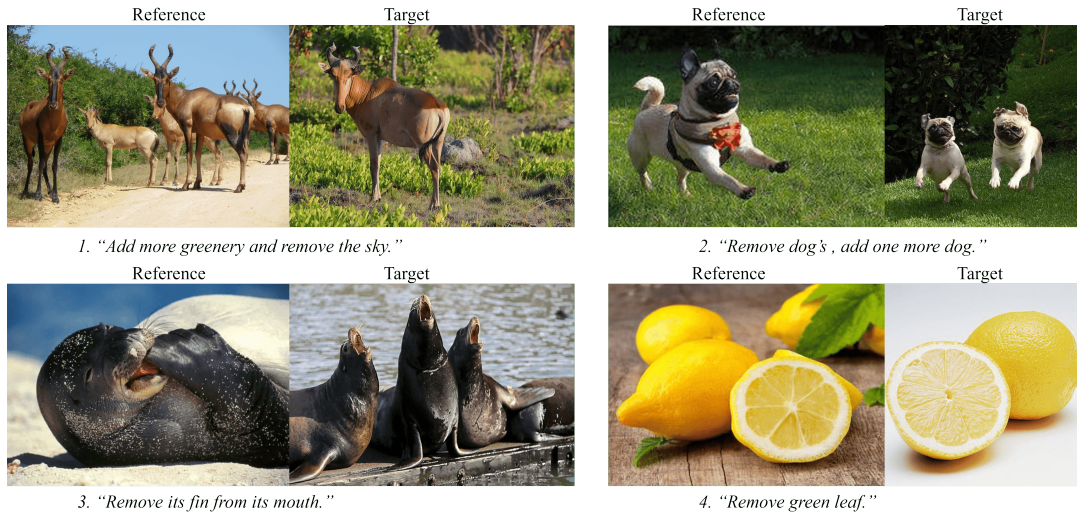 Reference Target Reference Target
1. “Add more greenery and remove the sky.” 2. “Remove dog’s , add one more dog.”
Reference Target Reference Target
3. “Remove its fin from its mouth.” 4. “Remove green leaf.”